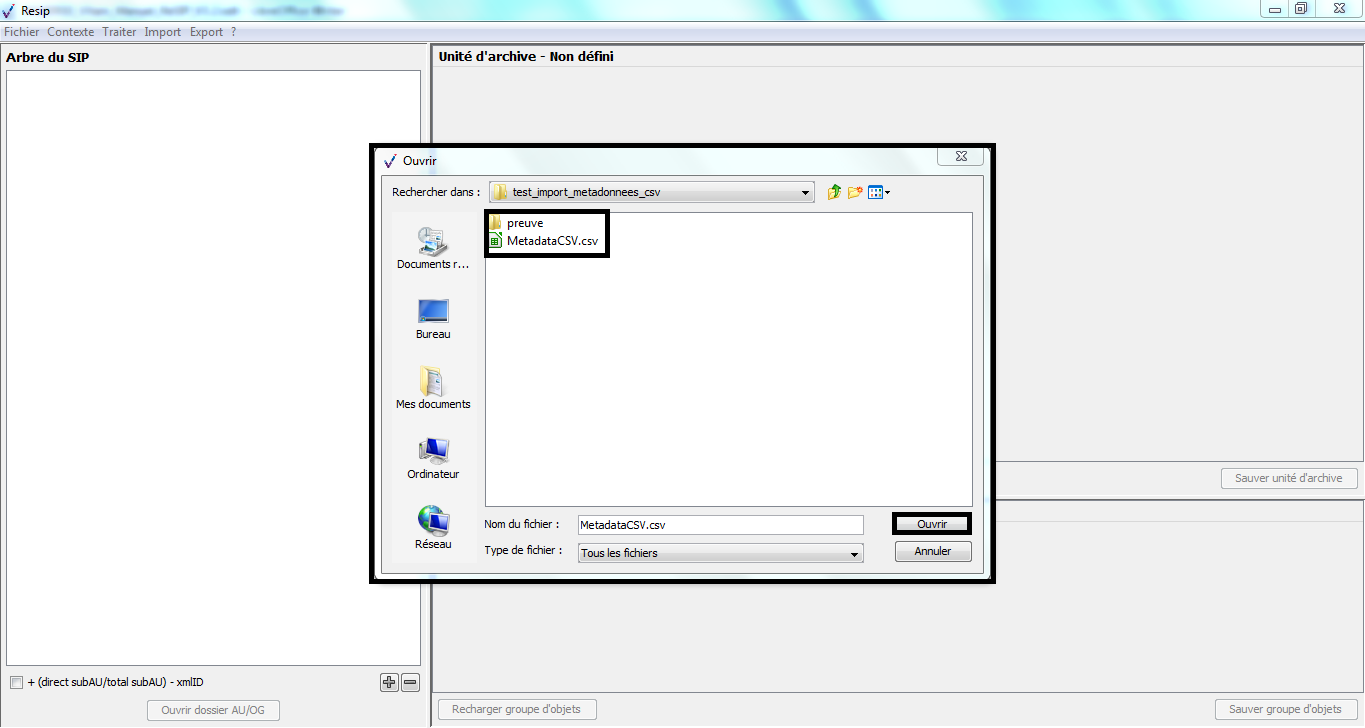 Resip
Fichier Contexte Traiter Import Export ?
Arbre du SIP
Unité d'archive - Non défini
Ouvrir
Rechercher dans : test_import_metadonnees_csv
preuve
MetadataCSV.csv
Documents r...
Bureau
Mes documents
Ordinateur
Réseau
Nom du fichier : MetadataCSV.csv
Ouvrir
Type de fichier : Tous les fichiers
Annuler
Sauver unité d'archive
+ (direct subAU/total subAU) - xmlID
Ouvrir dossier AU/OG
Recharger groupe d'objets
Sauver groupe d'objets